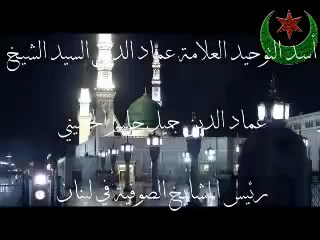 أسد التوحيد العلامة عماد الدين السيد الشيخ
عماد الدين جميل حليم الحسيني
رئيس المشايخ الصوفية في لبنان